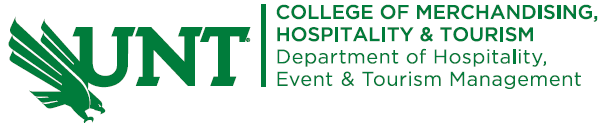 UNT
COLLEGE OF MERCHANDISING,
HOSPITALITY & TOURISM
Department of Hospitality,
Event & Tourism Management